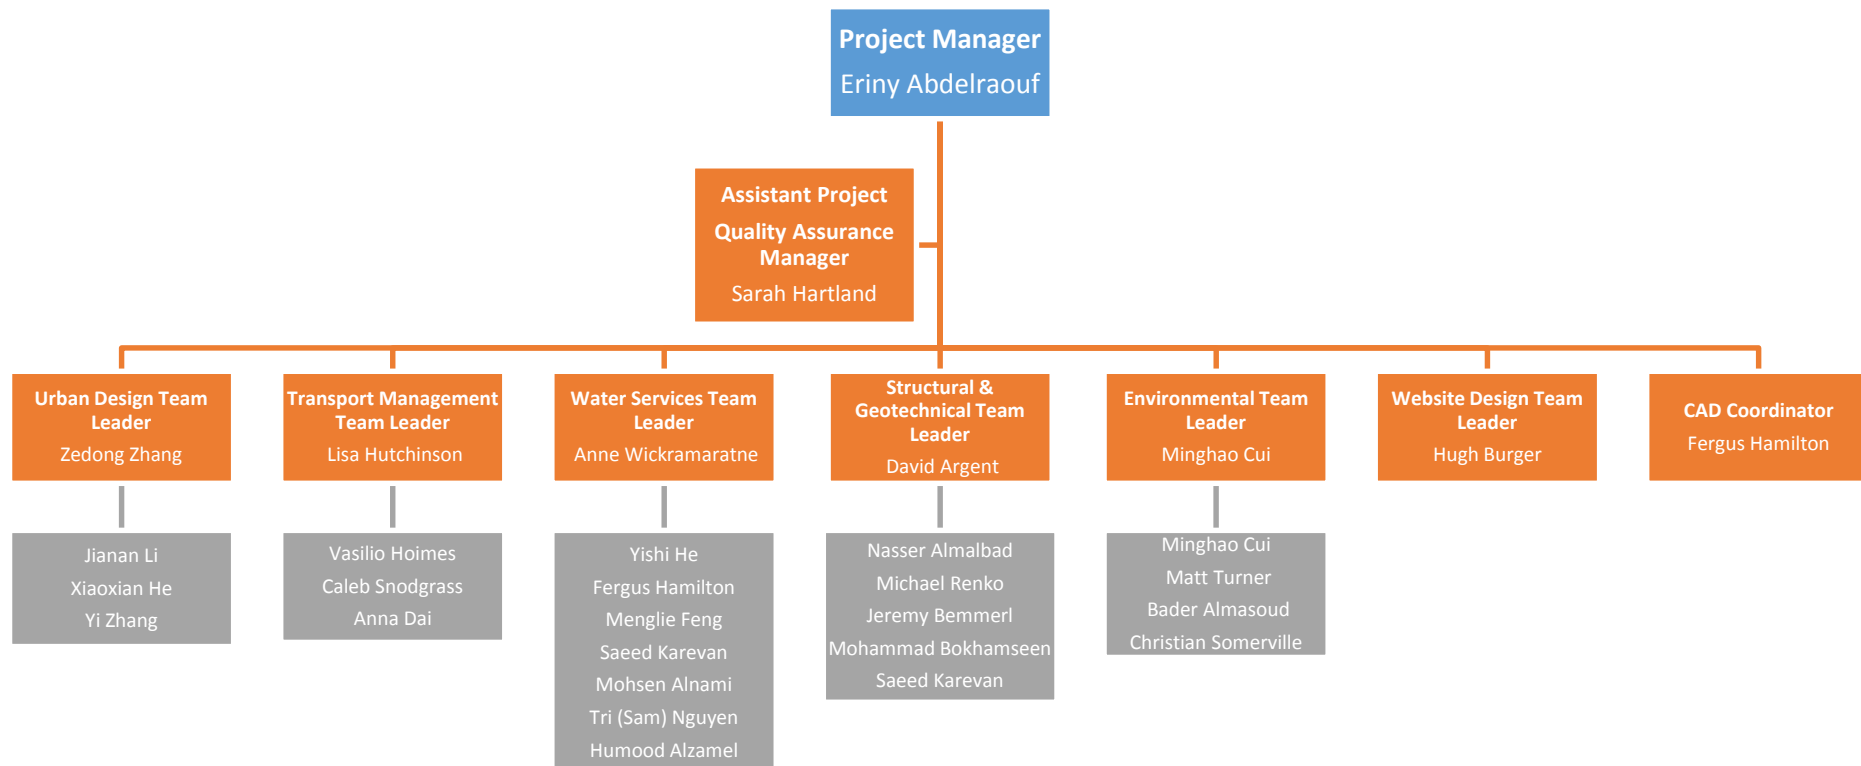 Project Manager
Eriny Abdelraouf
Assistant Project
Quality Assurance
Manager
Sarah Hartland
Urban Design Team
Leader
Zedong Zhang
Transport Management
Team Leader
Lisa Hutchinson
Water Services Team
Leader
Anne Wickramaratne
Structural &
Geotechnical Team
Leader
David Argent
Environmental Team
Leader
Minghao Cui
Website Design Team
Leader
Hugh Burger
CAD Coordinator
Fergus Hamilton
Jianan Li
Xiaoxian He
Yi Zhang
Vasilio Hoimes
Caleb Snodgrass
Anna Dai
Yishi He
Fergus Hamilton
Menglie Feng
Saeed Karevan
Mohsen Alnami
Tri (Sam) Nguyen
Humood Alzamel
Nasser Almalbad
Michael Renko
Jeremy Bemmerl
Mohammad Bokhamseen
Saeed Karevan
Minghao Cui
Matt Turner
Bader Almasoud
Christian Somerville